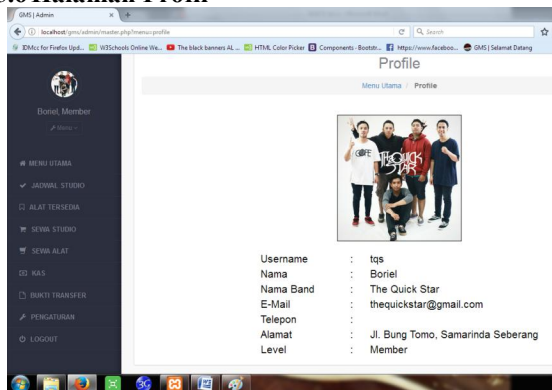 GMS | Admin
localhost/gms/admin/master.php?menu=profile
Search
IDMcc for Firefox Upd...
W3Schools Online We...
The black banners AL ...
HTML Color Picker
Components · Bootstr...
https://www.faceboo...
GMS | Selamat Datang
Profile
Menu Utama / Profile
Boriel, Member
Menu
MENU UTAMA
JADWAL STUDIO
ALAT TERSEDIA
SEWA STUDIO
SEWA ALAT
KAS
BUKTI TRANSFER
PENGATURAN
LOGOUT
THE QUICK STAR
Username : tqs
Nama : Boriel
Nama Band : The Quick Star
E-Mail : thequickstar@gmail.com
Telepon :
Alamat : Jl. Bung Tomo, Samarinda Seberang
Level : Member